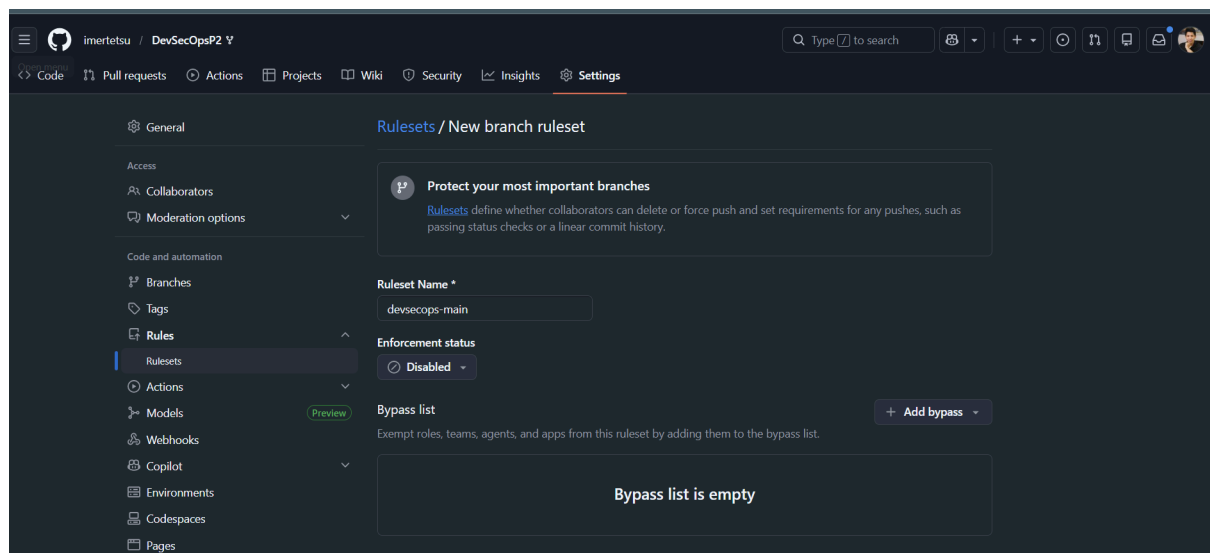 imertetsu / DevSecOpsP2
Type / to search
Open menu
Code
Pull requests
Actions
Projects
Wiki
Security
Insights
Settings
General
Access
Collaborators
Moderation options
Code and automation
Branches
Tags
Rules
Rulesets
Actions
Models
Preview
Webhooks
Copilot
Environments
Codespaces
Pages
Rulesets / New branch ruleset
Protect your most important branches
Rulesets define whether collaborators can delete or force push and set requirements for any pushes, such as
passing status checks or a linear commit history.
Ruleset Name *
devsecops-main
Enforcement status
Disabled
Bypass list
+ Add bypass
Exempt roles, teams, agents, and apps from this ruleset by adding them to the bypass list.
Bypass list is empty